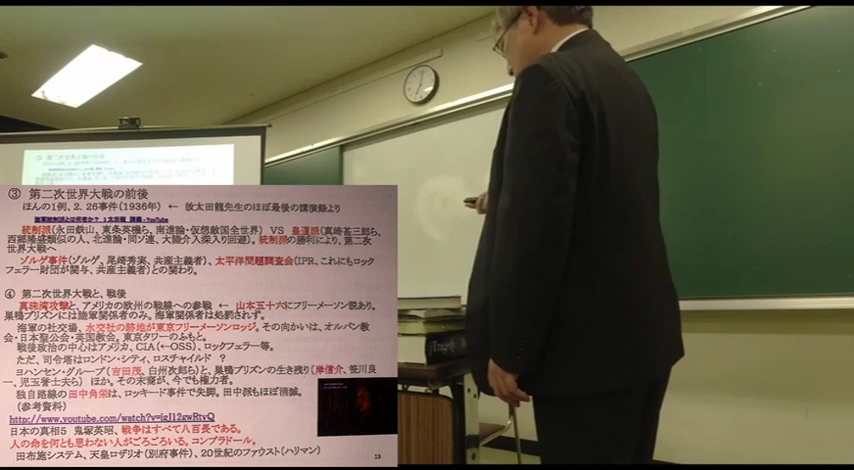 ③ 第二次世界大戦の前後
ほんの1例、2. 26事件(1936年) ← 故太田龍先生のほぼ最後の講演録より
陸軍統制派とは何者か? 1 太田龍 講義 - YouTube
統制派(永田鉄山、東条英機ら、南進論・仮想敵国全世界) VS 皇道派(真崎甚三郎ら、
西郷隆盛類似の人、北進論・同ソ連、大陸介入深入り回避)。統制派の勝利により、第二次
世界大戦へ
ゾルゲ事件(ゾルゲ、尾崎秀実、共産主義者)、太平洋問題調査会(IPR、これにもロック
フェラー財団が関与、共産主義者)との関わり。
④ 第二次世界大戦と、戦後
真珠湾攻撃と、アメリカの欧州の戦線への参戦 ← 山本五十六にフリーメーソン説あり。
巣鴨プリズンには陸軍関係者のみ。海軍関係者は処罰されず。
海軍の社交場、水交社の跡地が東京フリーメーソンロッジ。その向かいは、オルバン教
会・日本聖公会・英国教会。東京タワーのふもと。
戦後政治の中心はアメリカ、CIA(←OSS)、ロックフェラー等。
ただ、司令塔はロンドン・シティ、ロスチャイルド ?
ヨハンセン・グループ(吉田茂、白州次郎ら)と、巣鴨プリズンの生き残り(岸信介、笹川良
一、児玉誉士夫ら) ほか。その末裔が、今でも権力者。
独自路線の田中角栄は、ロッキード事件で失脚。田中派もほぼ消滅。
(参考資料)
http://www.youtube.com/watch?v=igJ12gwRtvQ
日本の真相5 鬼塚英昭、戦争はすべて八百長である。
人の命を何とも思わない人がごろごろいる。コンプラドール。
田布施システム、天皇ロザリオ(別府事件)、20世紀のファウスト(ハリマン)
13